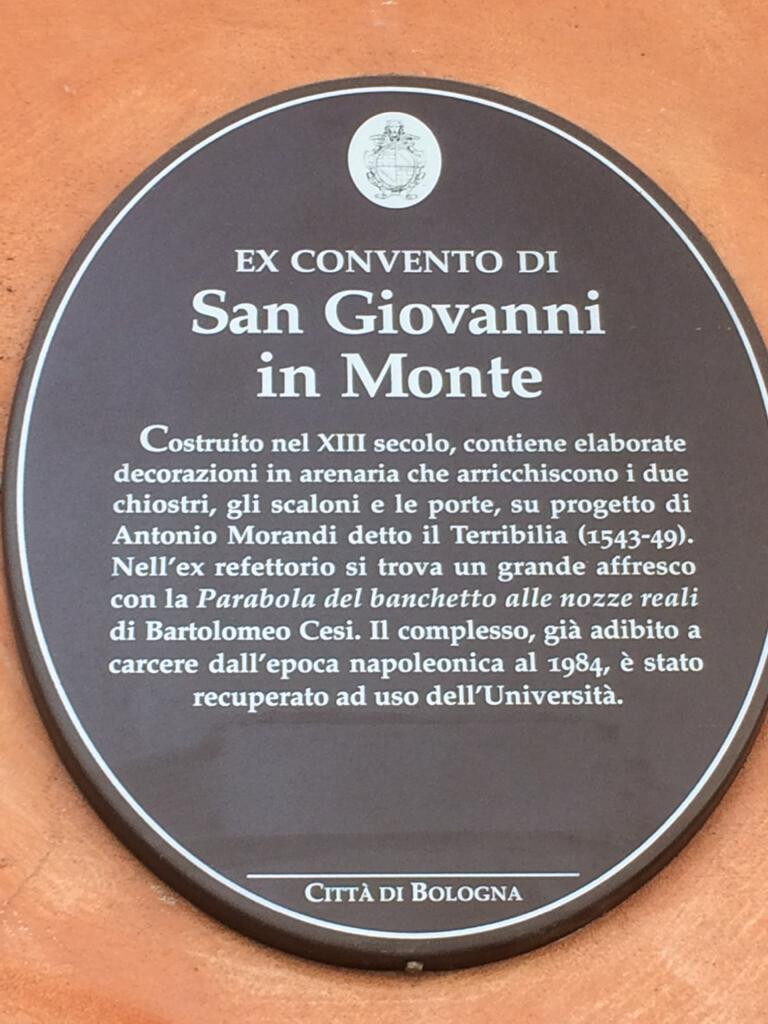 EX CONVENTO DI
San Giovanni
in Monte
Costruito nel XIII secolo, contiene elaborate
decorazioni in arenaria che arricchiscono i due
chiostri, gli scaloni e le porte, su progetto di
Antonio Morandi detto il Terribilia (1543-49).
Nell'ex refettorio si trova un grande affresco
con la Parabola del banchetto alle nozze reali
di Bartolomeo Cesi. Il complesso, già adibito a
carcere dall'epoca napoleonica al 1984, è stato
recuperato ad uso dell'Università.
CITTÀ DI BOLOGNA